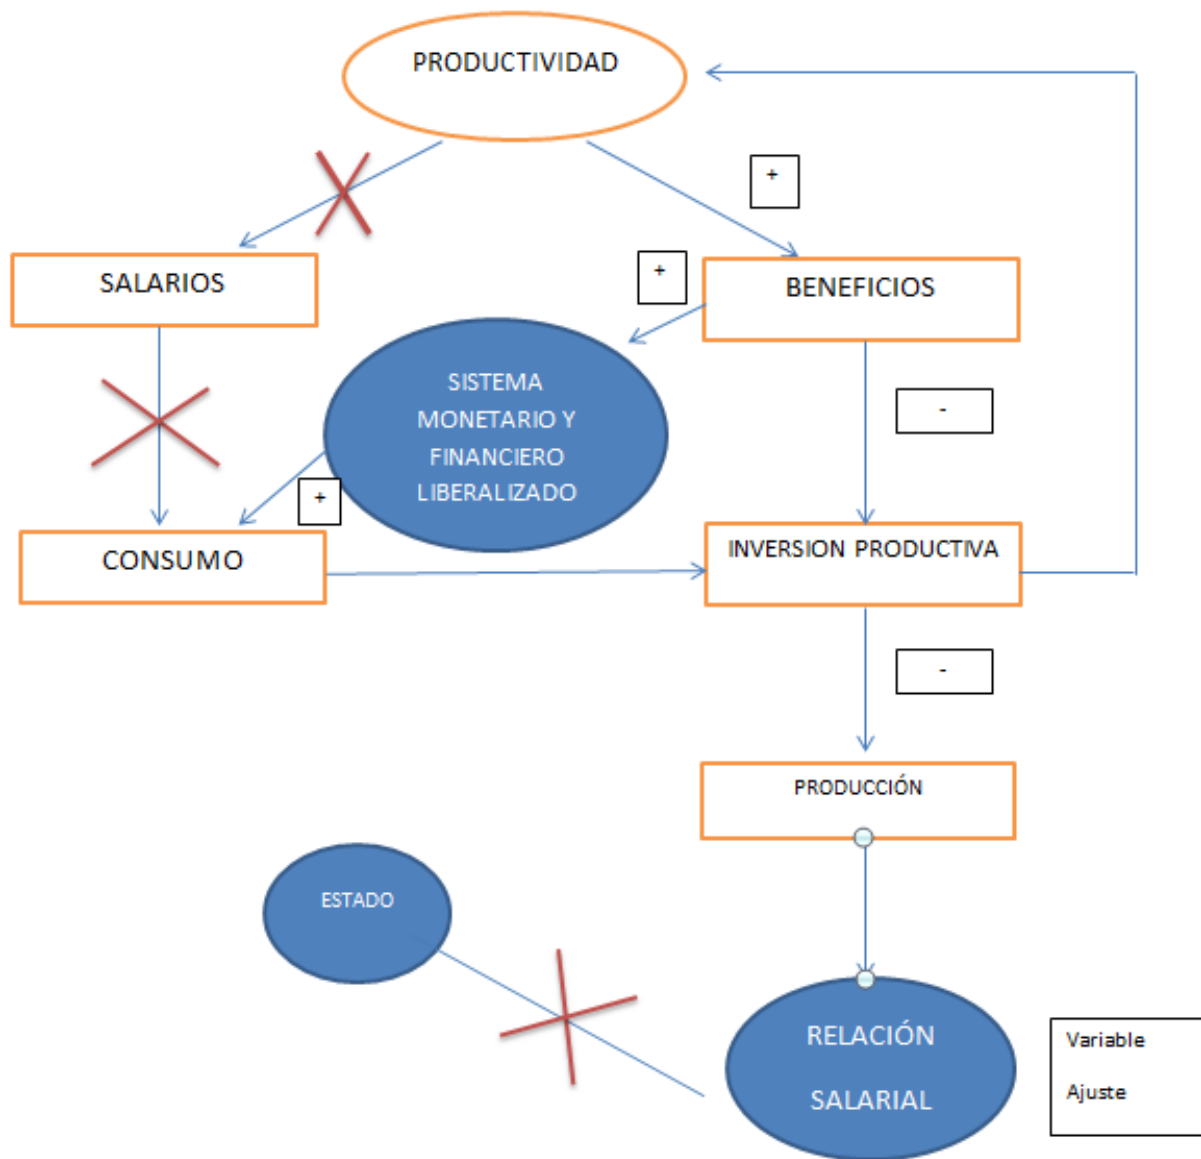 PRODUCTIVIDAD
+
SALARIOS
+
BENEFICIOS
SISTEMA
MONETARIO Y
FINANCIERO
LIBERALIZADO
-
+
CONSUMO
INVERSION PRODUCTIVA
-
PRODUCCIÓN
ESTADO
RELACIÓN
SALARIAL
Variable
Ajuste